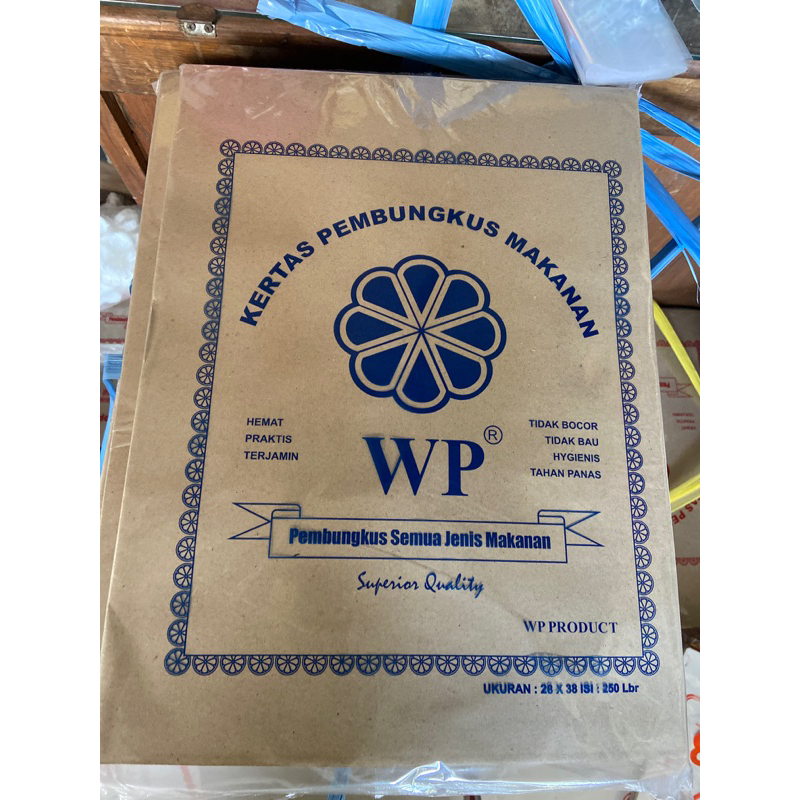 KERTAS PEMBUNGKUS MAKANAN
HEMAT
PRAKTIS
TERJAMIN
WP®
TIDAK BOCOR
TIDAK BAU
HYGIENIS
TAHAN PANAS
Pembungkus Semua Jenis Makanan
Superior Quality
WP PRODUCT
UKURAN : 28 X 38 ISI : 250 Lbr